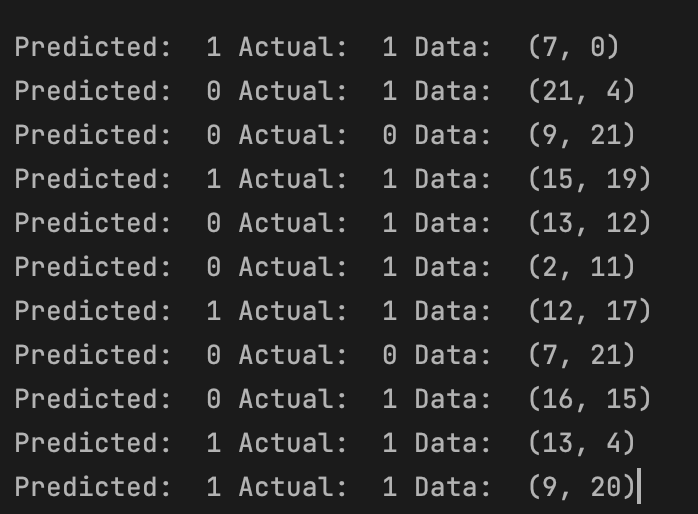 Predicted:  1 Actual:  1 Data:  (7, 0)
Predicted:  0 Actual:  1 Data:  (21, 4)
Predicted:  0 Actual:  0 Data:  (9, 21)
Predicted:  1 Actual:  1 Data:  (15, 19)
Predicted:  0 Actual:  1 Data:  (13, 12)
Predicted:  0 Actual:  1 Data:  (2, 11)
Predicted:  1 Actual:  1 Data:  (12, 17)
Predicted:  0 Actual:  0 Data:  (7, 21)
Predicted:  0 Actual:  1 Data:  (16, 15)
Predicted:  1 Actual:  1 Data:  (13, 4)
Predicted:  1 Actual:  1 Data:  (9, 20)